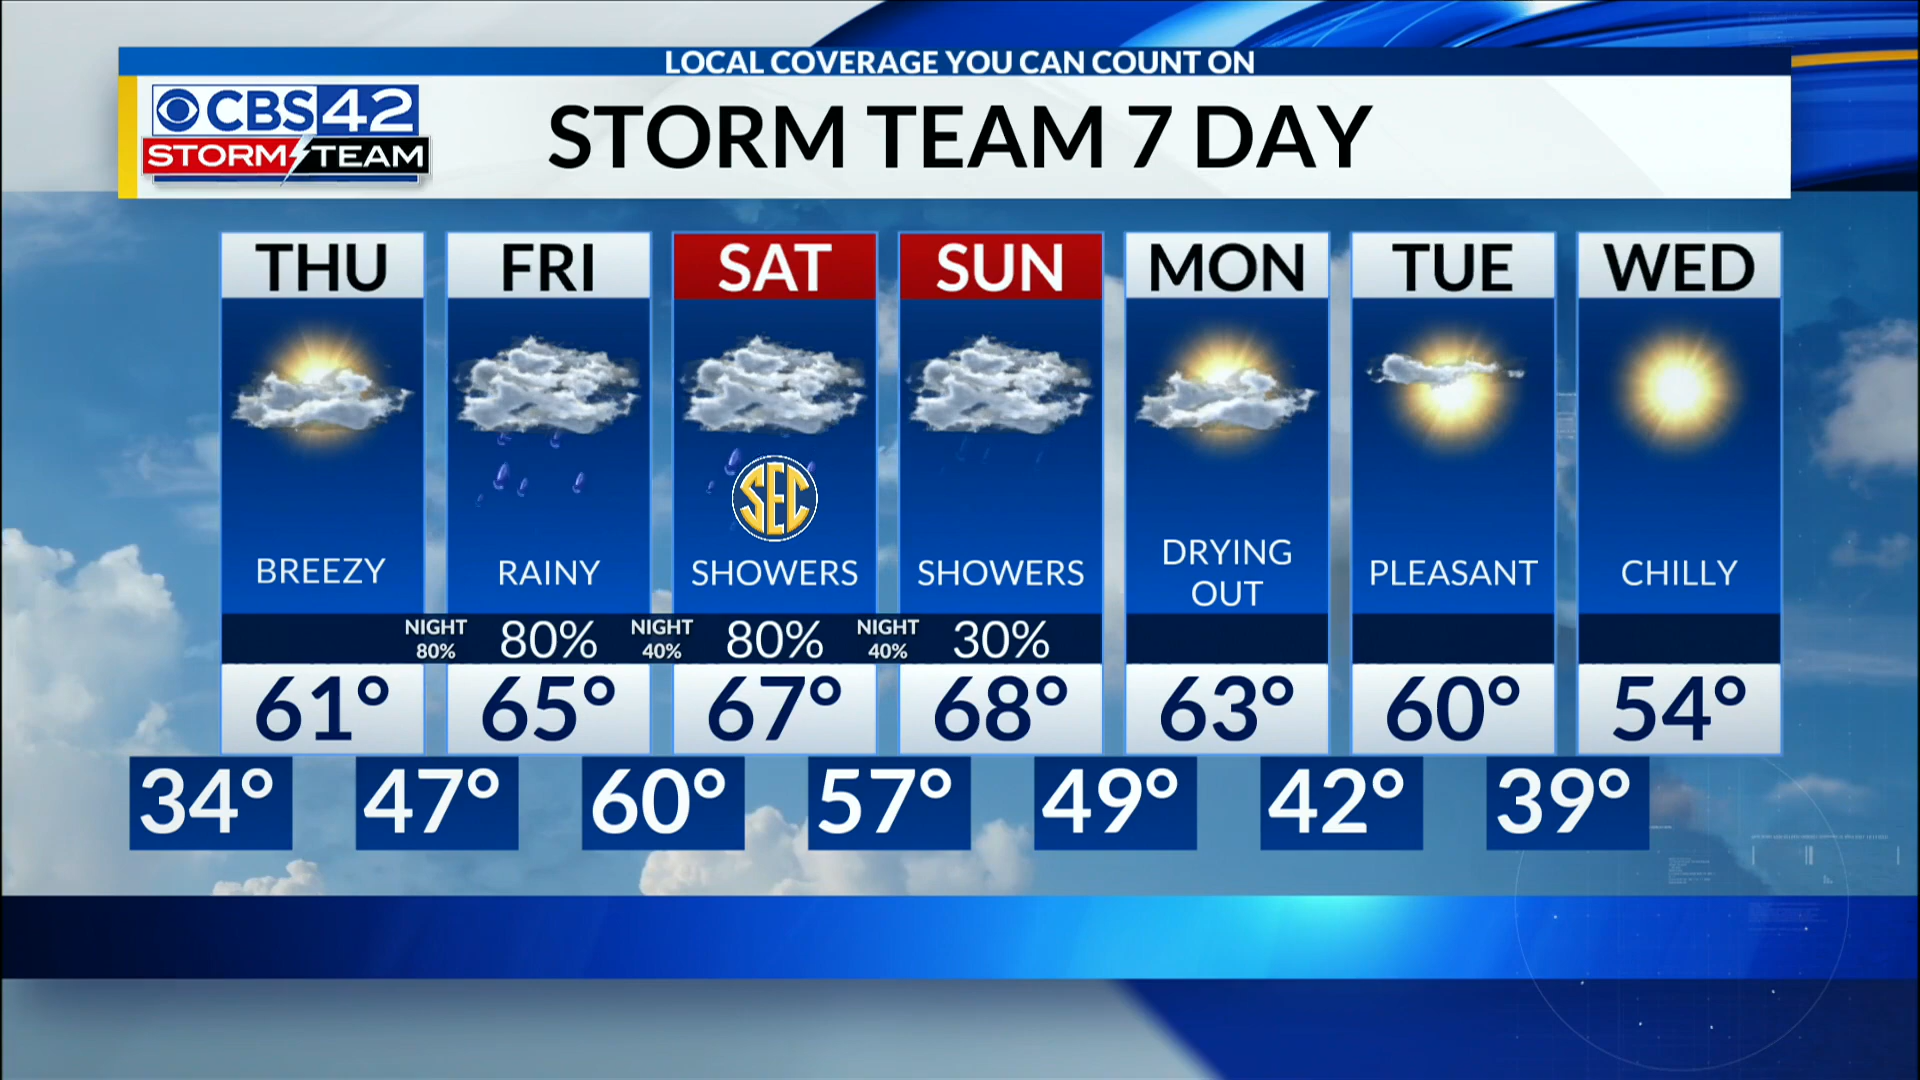 LOCAL COVERAGE YOU CAN COUNT ON
CBS 42
STORM TEAM
STORM TEAM 7 DAY
THU FRI SAT SUN MON TUE WED
SEC
BREEZY RAINY SHOWERS SHOWERS DRYING OUT PLEASANT CHILLY
NIGHT 80% 80% NIGHT 40% 80% NIGHT 40% 30%
61° 65° 67° 68° 63° 60° 54°
34° 47° 60° 57° 49° 42° 39°